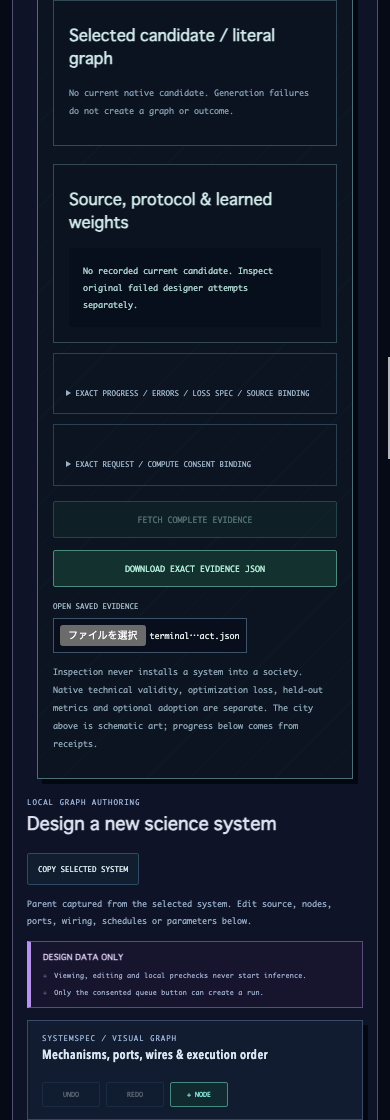 Selected candidate / literal
graph
No current native candidate. Generation failures
do not create a graph or outcome.
Source, protocol & learned
weights
No recorded current candidate. Inspect
original failed designer attempts
separately.
▶ EXACT PROGRESS / ERRORS / LOSS SPEC / SOURCE BINDING
▶ EXACT REQUEST / COMPUTE CONSENT BINDING
FETCH COMPLETE EVIDENCE
DOWNLOAD EXACT EVIDENCE JSON
OPEN SAVED EVIDENCE
ファイルを選択 terminal…act.json
Inspection never installs a system into a society.
Native technical validity, optimization loss, held-out
metrics and optional adoption are separate. The city
above is schematic art; progress below comes from
receipts.
LOCAL GRAPH AUTHORING
Design a new science system
COPY SELECTED SYSTEM
Parent captured from the selected system. Edit source, nodes,
ports, wiring, schedules or parameters below.
DESIGN DATA ONLY
+ Viewing, editing and local prechecks never start inference.
+ Only the consented queue button can create a run.
SYSTEMSPEC / VISUAL GRAPH
Mechanisms, ports, wires & execution order
UNDO REDO + NODE